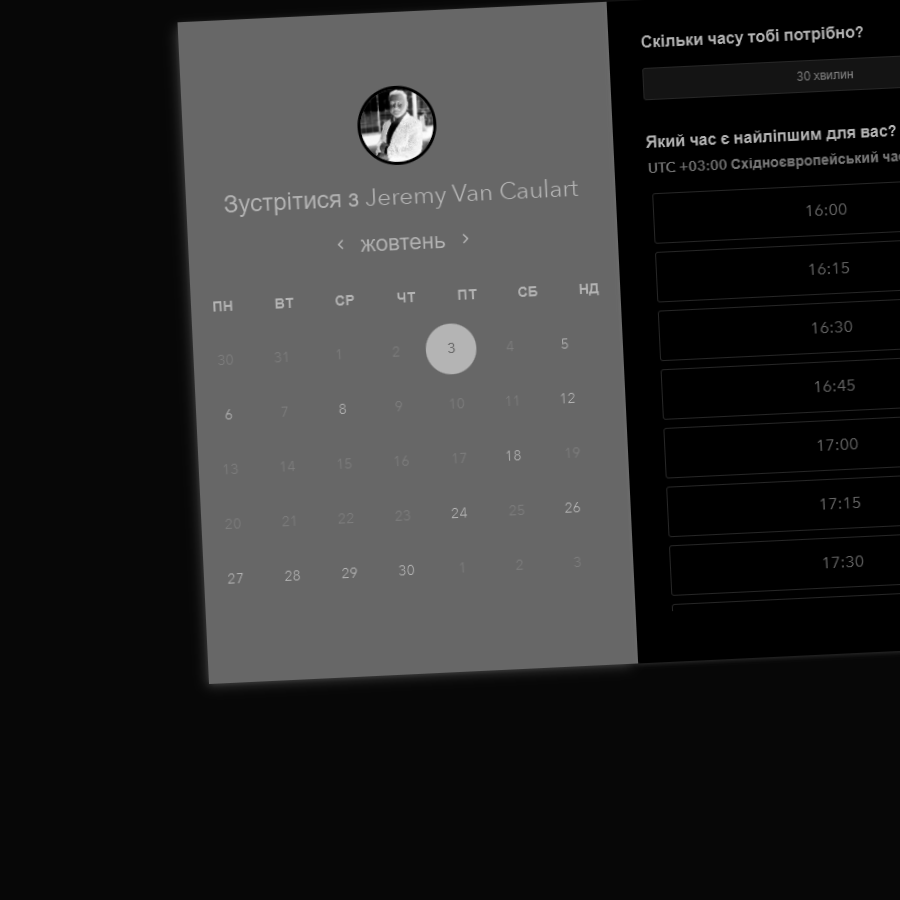 Зустрітися з Jeremy Van Caulart
жовтень
ПН ВТ СР ЧТ ПТ СБ НД
30 31 1 2 3 4 5
6 7 8 9 10 11 12
13 14 15 16 17 18 19
20 21 22 23 24 25 26
27 28 29 30 1 2 3
Скільки часу тобі потрібно?
30 хвилин
Який час є найліпшим для вас?
UTC +03:00 Східноєвропейський
16:00
16:15
16:30
16:45
17:00
17:15
17:30